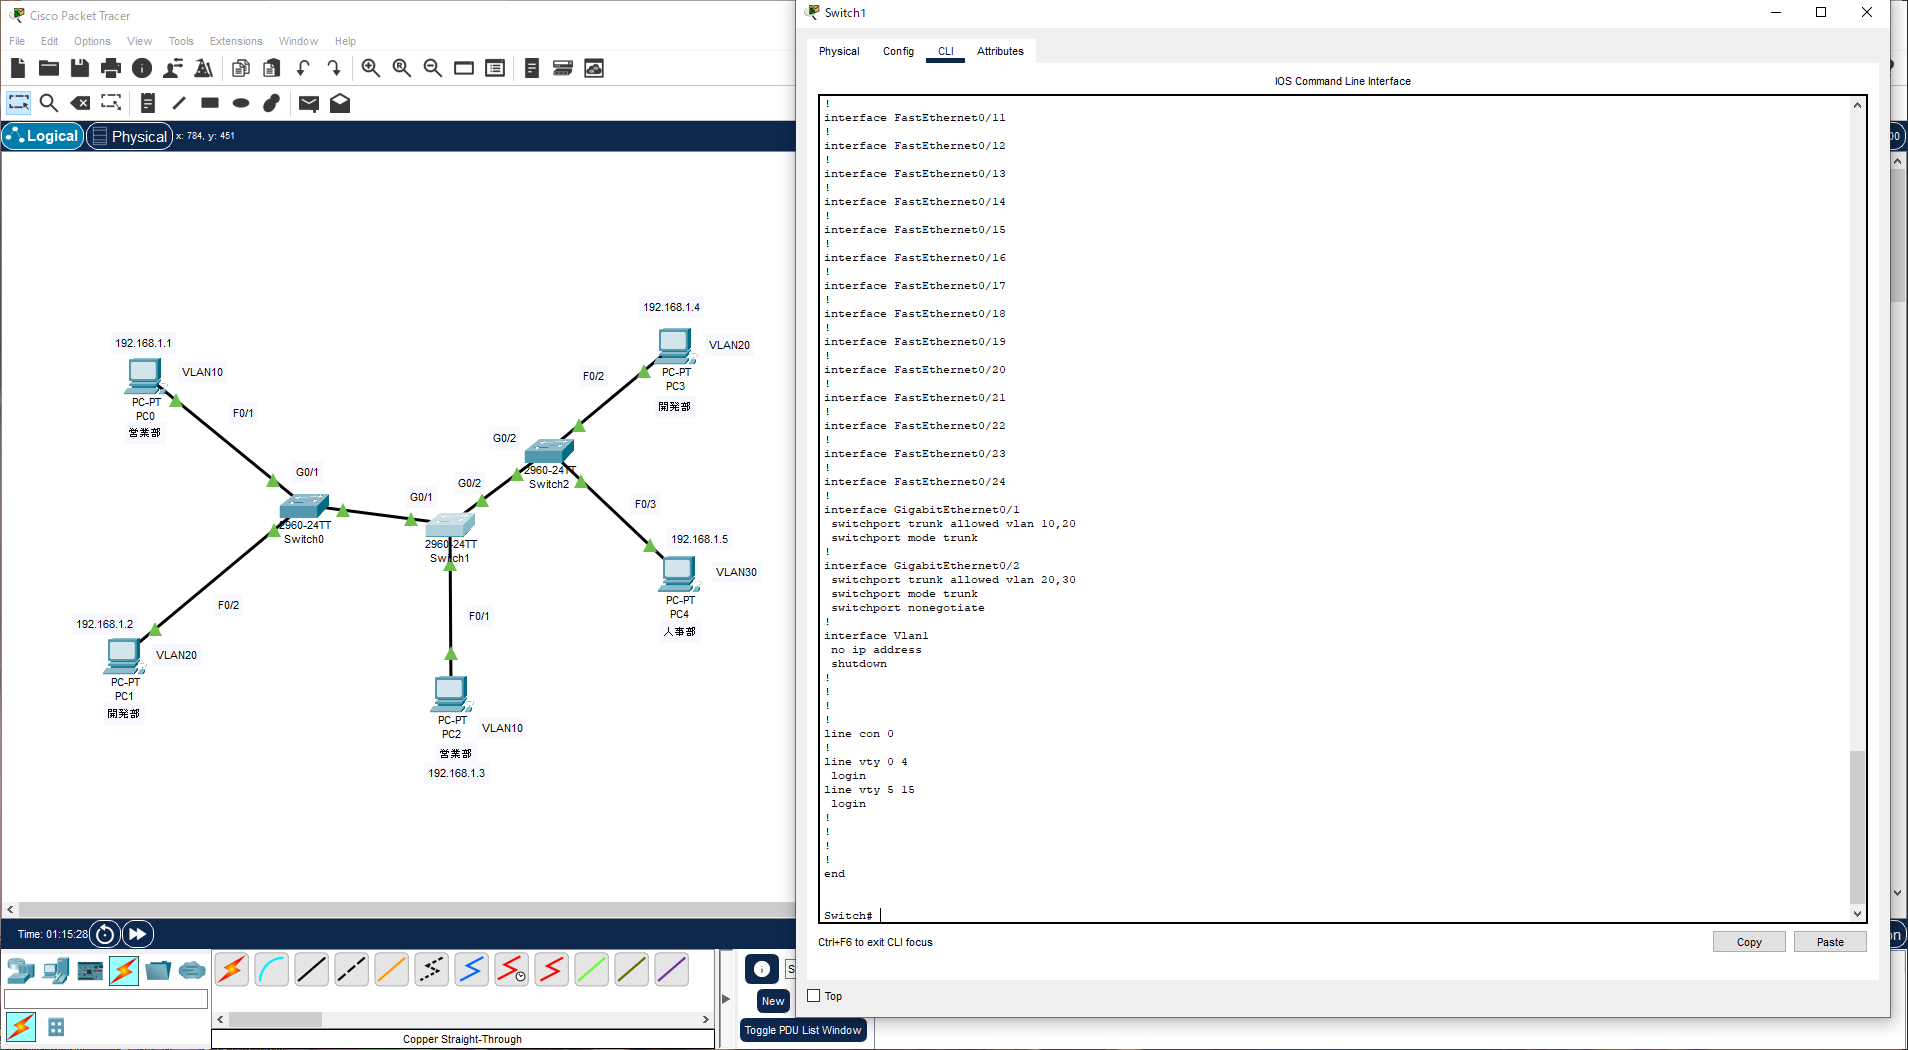 Cisco Packet Tracer
File Edit Options View Tools Extensions Window Help
Logical
Physical
x: 784, y: 451
192.168.1.4
VLAN20
F0/2
PC-PT
PC3
開発部
192.168.1.1
VLAN10
PC-PT
PC0
営業部
F0/1
G0/1
G0/2
2960-24TT
Switch2
G0/2
G0/1
F0/3
2960-24TT
Switch0
2960-24TT
Switch1
192.168.1.5
VLAN30
PC-PT
PC4
人事部
F0/2
F0/1
192.168.1.2
VLAN20
PC-PT
PC1
開発部
PC-PT
PC2
VLAN10
営業部
192.168.1.3
Time: 01:15:28
Copper Straight-Through
New
Toggle PDU List Window
Switch1
Physical Config CLI Attributes
IOS Command Line Interface
!
interface FastEthernet0/11
!
interface FastEthernet0/12
!
interface FastEthernet0/13
!
interface FastEthernet0/14
!
interface FastEthernet0/15
!
interface FastEthernet0/16
!
interface FastEthernet0/17
!
interface FastEthernet0/18
!
interface FastEthernet0/19
!
interface FastEthernet0/20
!
interface FastEthernet0/21
!
interface FastEthernet0/22
!
interface FastEthernet0/23
!
interface FastEthernet0/24
!
interface GigabitEthernet0/1
switchport trunk allowed vlan 10,20
switchport mode trunk
!
interface GigabitEthernet0/2
switchport trunk allowed vlan 20,30
switchport mode trunk
switchport nonegotiate
!
interface Vlan1
no ip address
shutdown
!
!
!
!
line con 0
!
line vty 0 4
login
line vty 5 15
login
!
!
!
!
end
Switch#
Ctrl+F6 to exit CLI focus
Copy
Paste
Top